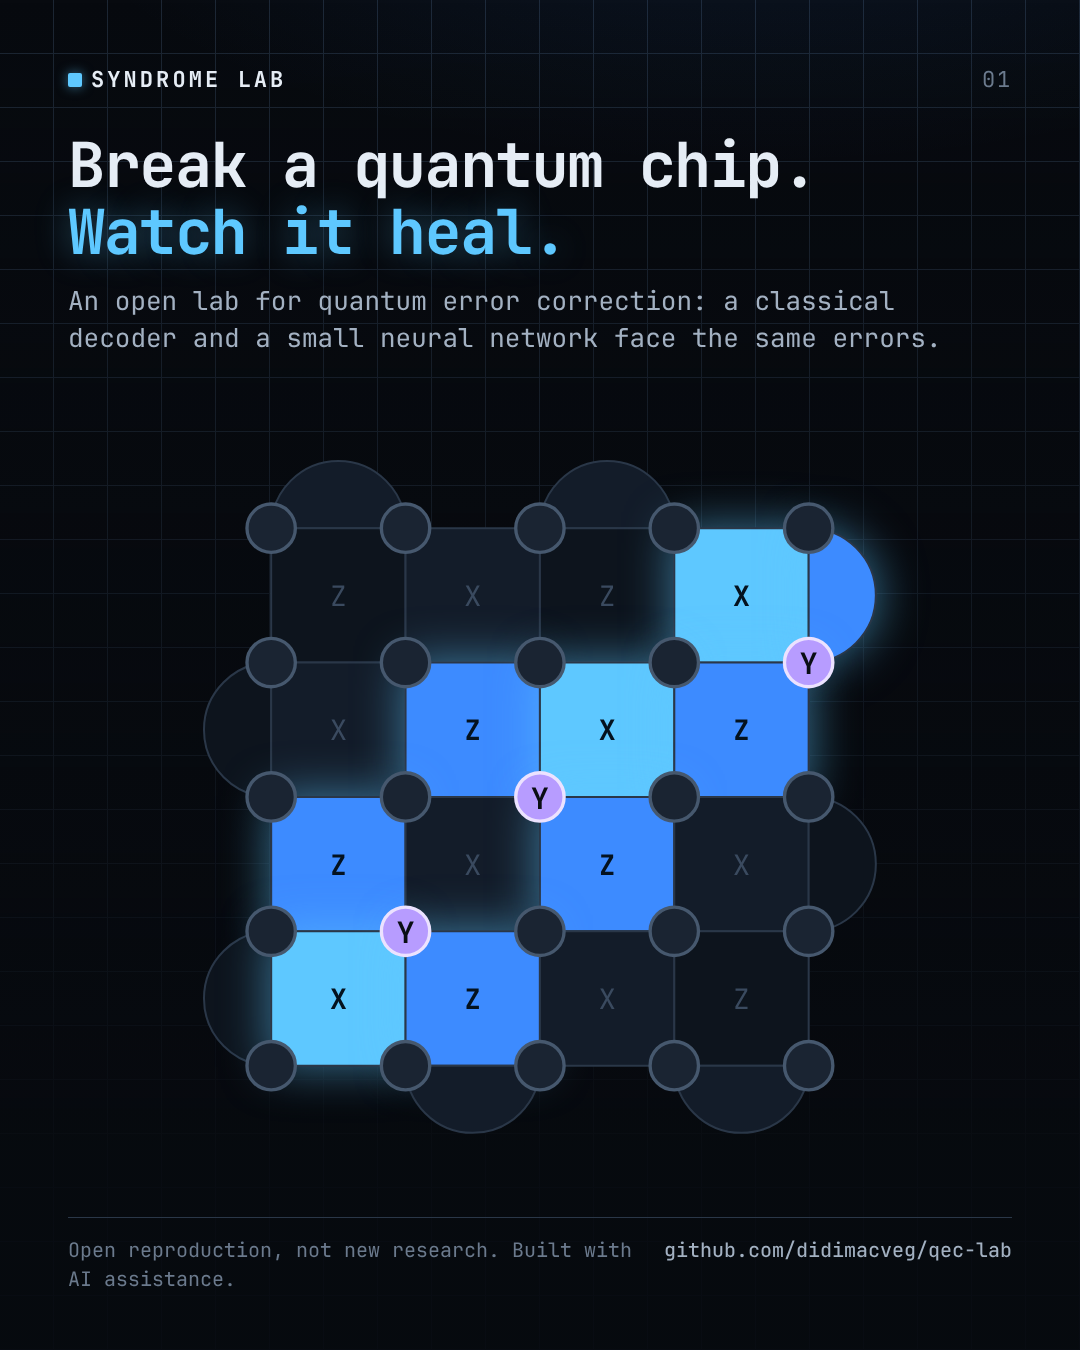 SYNDROME LAB 01
Break a quantum chip.
Watch it heal.
An open lab for quantum error correction: a classical
decoder and a small neural network face the same errors.
Z X Z X
Y
X Z X Z
Y
Z X Z X
Y
X Z X Z
Open reproduction, not new research. Built with
AI assistance.
github.com/didimacveg/qec-lab